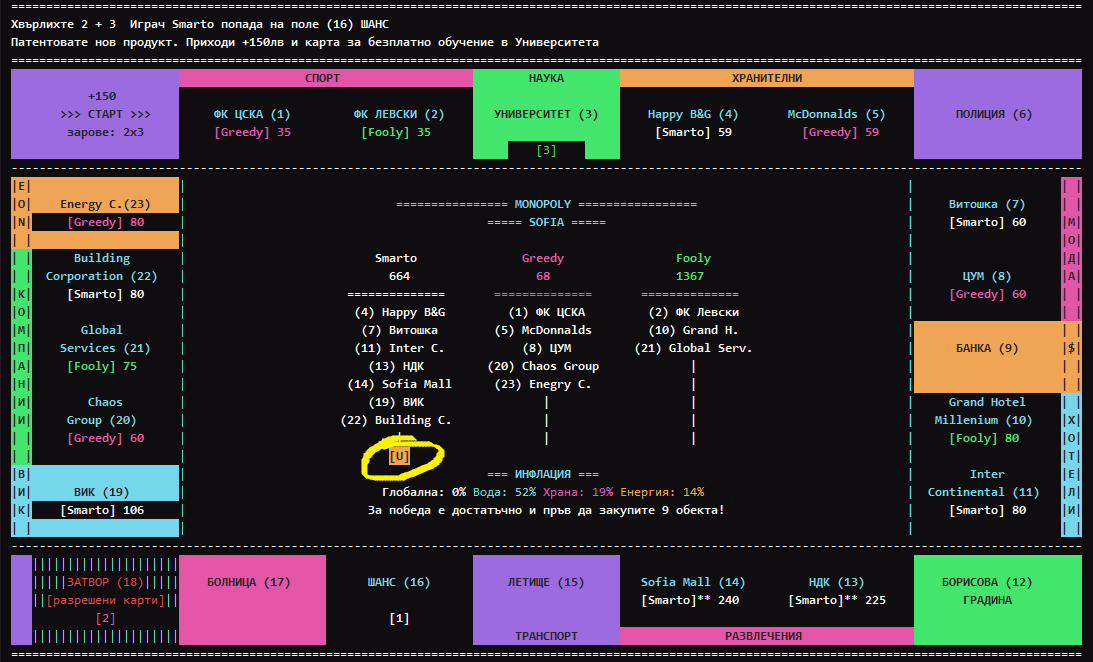 Хвърлихте 2 + 3  Играч Smarto попада на поле (16) ШАНС
Патентовате нов продукт. Приходи +150лв и карта за безплатно обучение в Университета
СПОРТ
НАУКА
ХРАНИТЕЛНИ
+150
>>> СТАРТ >>>
зарове: 2x3
ФК ЦСКА (1)
[Greedy] 35
ФК ЛЕВСКИ (2)
[Fooly] 35
УНИВЕРСИТЕТ (3)
[3]
Happy B&G (4)
[Smarto] 59
McDonnalds (5)
[Greedy] 59
ПОЛИЦИЯ (6)
|Е|
|О|
|N|
Energy C.(23)
[Greedy] 80
Building
Corporation (22)
[Smarto] 80
Global
Services (21)
[Fooly] 75
Chaos
Group (20)
[Greedy] 60
|К|
|О|
|М|
|П|
|А|
|Н|
|И|
|И|
|В|
|И|
|К|
ВИК (19)
[Smarto] 106
=============== MONOPOLY ================
===== SOFIA =====
Smarto Greedy Fooly
664 68 1367
============== ============== ==============
(4) Happy B&G (1) ФК ЦСКА (2) ФК Левски
(7) Витошка (5) McDonnalds (10) Grand H.
(11) Inter C. (8) ЦУМ (21) Global Serv.
(13) НДК (20) Chaos Group
(14) Sofia Mall (23) Enegry C.
(19) ВИК
(22) Building C.
[U]
=== ИНФЛАЦИЯ ===
Глобална: 0% Вода: 52% Храна: 19% Енергия: 14%
За победа е достатъчно и пръв да закупите 9 обекта!
Витошка (7)
[Smarto] 60
ЦУМ (8)
[Greedy] 60
|М|
|О|
|Д|
|А|
БАНКА (9)
|$|
Grand Hotel
Millenium (10)
[Fooly] 80
Inter
Continental (11)
[Smarto] 80
|Х|
|О|
|Т|
|Е|
|Л|
|И|
ЗАТВОР (18)
[разрешени карти]
[2]
БОЛНИЦА (17)
ШАНС (16)
[1]
ЛЕТИЩЕ (15)
ТРАНСПОРТ
Sofia Mall (14)
[Smarto]** 240
НДК (13)
[Smarto]** 225
РАЗВЛЕЧЕНИЯ
БОРИСОВА (12)
ГРАДИНА